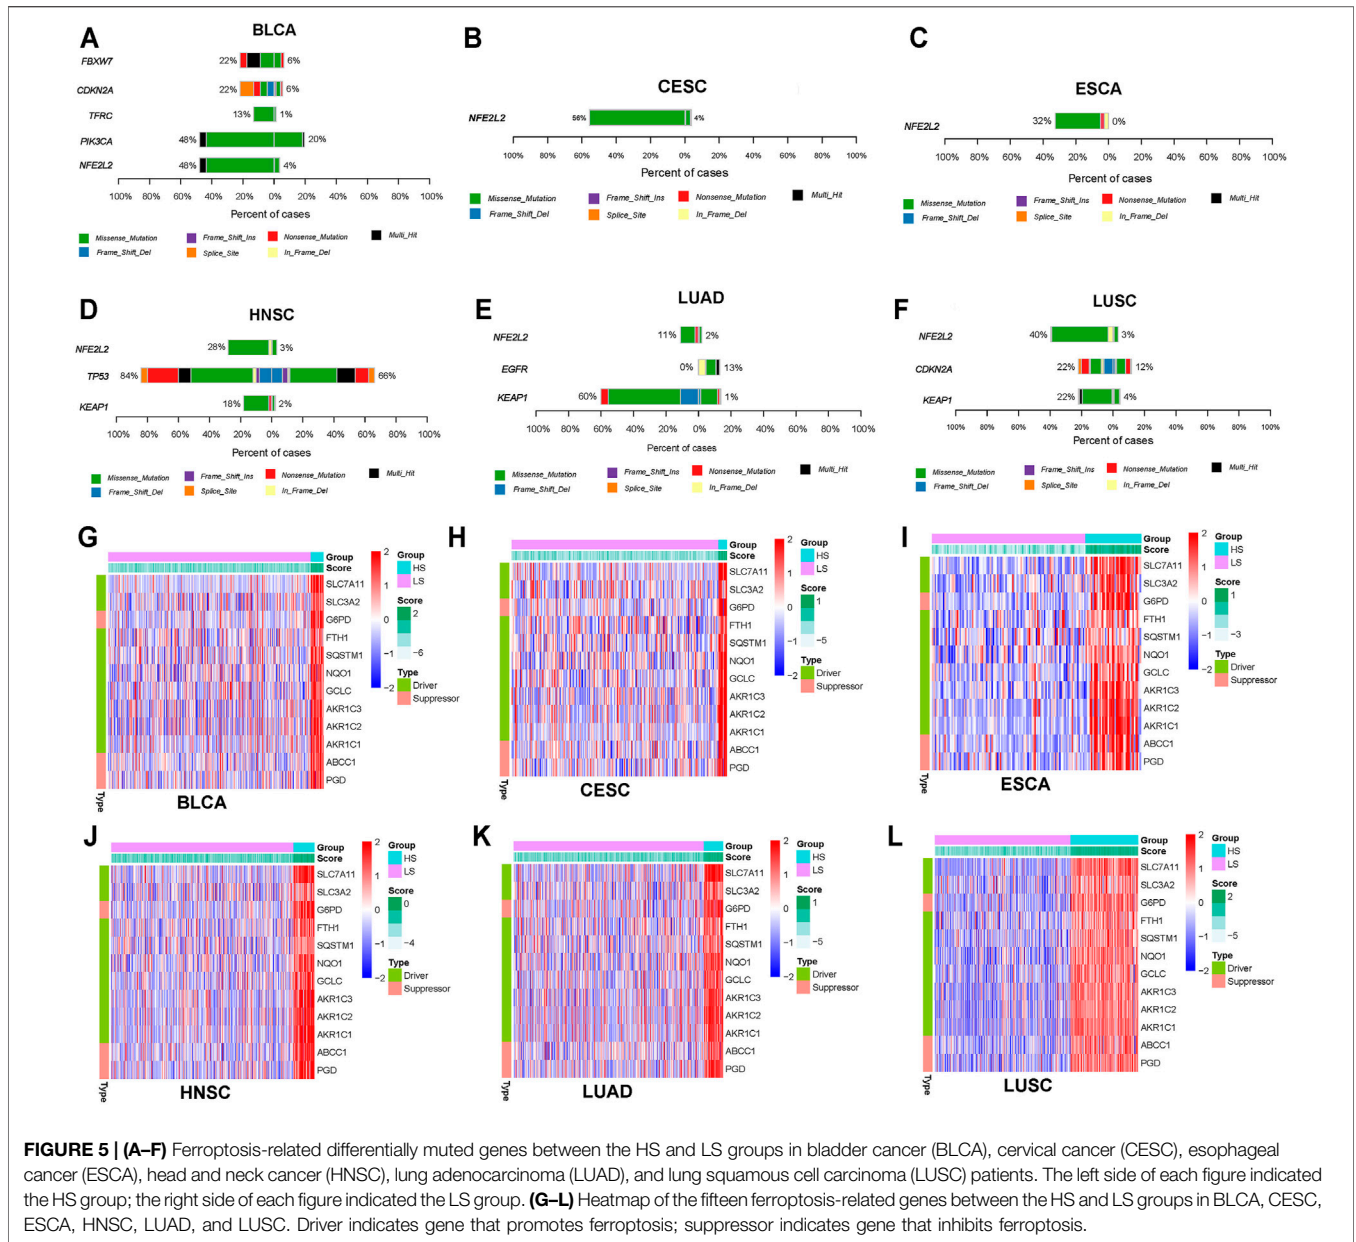 A
BLCA
FBXW7 22% 6%
CDKN2A 22% 6%
TFRC 13% 1%
PIK3CA 48% 20%
NFE2L2 48% 4%
100% 80% 60% 40% 20% 0% 20% 40% 60% 80% 100%
Percent of cases
Missense_Mutation Frame_Shift_Ins Nonsense_Mutation Multi_Hit
Frame_Shift_Del Splice_Site In_Frame_Del
B
CESC
NFE2L2 56% 4%
100% 80% 60% 40% 20% 0% 20% 40% 60% 80% 100%
Percent of cases
Missense_Mutation Frame_Shift_Ins Nonsense_Mutation Multi_Hit
Frame_Shift_Del Splice_Site In_Frame_Del
C
ESCA
NFE2L2 32% 0%
100% 80% 60% 40% 20% 0% 20% 40% 60% 80% 100%
Percent of cases
Missense_Mutation Frame_Shift_Ins Nonsense_Mutation Multi_Hit
Frame_Shift_Del Splice_Site In_Frame_Del
D
HNSC
NFE2L2 28% 3%
TP53 84% 66%
KEAP1 18% 2%
100% 80% 60% 40% 20% 0% 20% 40% 60% 80% 100%
Percent of cases
Missense_Mutation Frame_Shift_Ins Nonsense_Mutation Multi_Hit
Frame_Shift_Del Splice_Site In_Frame_Del
E
LUAD
NFE2L2 11% 2%
EGFR 0% 13%
KEAP1 60% 1%
100% 80% 60% 40% 20% 0% 20% 40% 60% 80% 100%
Percent of cases
Missense_Mutation Frame_Shift_Ins Nonsense_Mutation Multi_Hit
Frame_Shift_Del Splice_Site In_Frame_Del
F
LUSC
NFE2L2 40% 3%
CDKN2A 22% 12%
KEAP1 22% 4%
100% 80% 60% 40% 20% 0% 20% 40% 60% 80% 100%
Percent of cases
Missense_Mutation Frame_Shift_Ins Nonsense_Mutation Multi_Hit
Frame_Shift_Del Splice_Site In_Frame_Del
G
Group
Score
SLC7A11
SLC3A2
G6PD
FTH1
SQSTM1
NQO1
GCLC
AKR1C3
AKR1C2
AKR1C1
ABCC1
PGD
Type
BLCA
2
1
0
−1
−2
Group
HS
LS
Score
2
−6
Type
Driver
Suppressor
H
Group
Score
SLC7A11
SLC3A2
G6PD
FTH1
SQSTM1
NQO1
GCLC
AKR1C3
AKR1C2
AKR1C1
ABCC1
PGD
Type
CESC
2
1
0
−1
−2
Group
HS
LS
Score
1
−5
Type
Driver
Suppressor
I
Group
Score
SLC7A11
SLC3A2
G6PD
FTH1
SQSTM1
NQO1
GCLC
AKR1C3
AKR1C2
AKR1C1
ABCC1
PGD
Type
ESCA
2
1
0
−1
−2
Group
HS
LS
Score
1
−3
Type
Driver
Suppressor
J
Group
Score
SLC7A11
SLC3A2
G6PD
FTH1
SQSTM1
NQO1
GCLC
AKR1C3
AKR1C2
AKR1C1
ABCC1
PGD
Type
HNSC
2
1
0
−1
−2
Group
HS
LS
Score
0
−4
Type
Driver
Suppressor
K
Group
Score
SLC7A11
SLC3A2
G6PD
FTH1
SQSTM1
NQO1
GCLC
AKR1C3
AKR1C2
AKR1C1
ABCC1
PGD
Type
LUAD
2
1
0
−1
−2
Group
HS
LS
Score
1
−5
Type
Driver
Suppressor
L
Group
Score
SLC7A11
SLC3A2
G6PD
FTH1
SQSTM1
NQO1
GCLC
AKR1C3
AKR1C2
AKR1C1
ABCC1
PGD
Type
LUSC
2
1
0
−1
−2
Group
HS
LS
Score
2
−5
Type
Driver
Suppressor
FIGURE 5 | (A–F) Ferroptosis-related differentially muted genes between the HS and LS groups in bladder cancer (BLCA), cervical cancer (CESC), esophageal
cancer (ESCA), head and neck cancer (HNSC), lung adenocarcinoma (LUAD), and lung squamous cell carcinoma (LUSC) patients. The left side of each figure indicated
the HS group; the right side of each figure indicated the LS group. (G–L) Heatmap of the fifteen ferroptosis-related genes between the HS and LS groups in BLCA, CESC,
ESCA, HNSC, LUAD, and LUSC. Driver indicates gene that promotes ferroptosis; suppressor indicates gene that inhibits ferroptosis.